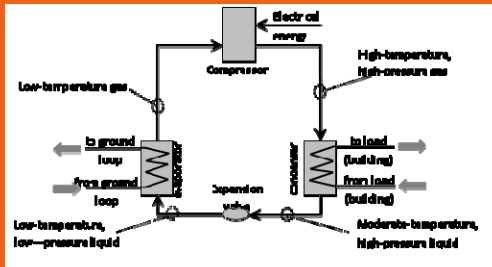 Electrical
energy
Compressor
High-temperature,
high-pressure gas
Low-temperature gas
to ground
loop
from ground
loop
Evaporator
Expansion
valve
Condenser
to load
(building)
from load
(building)
Low-temperature,
low—pressure liquid
Moderate-temperature,
high-pressure liquid